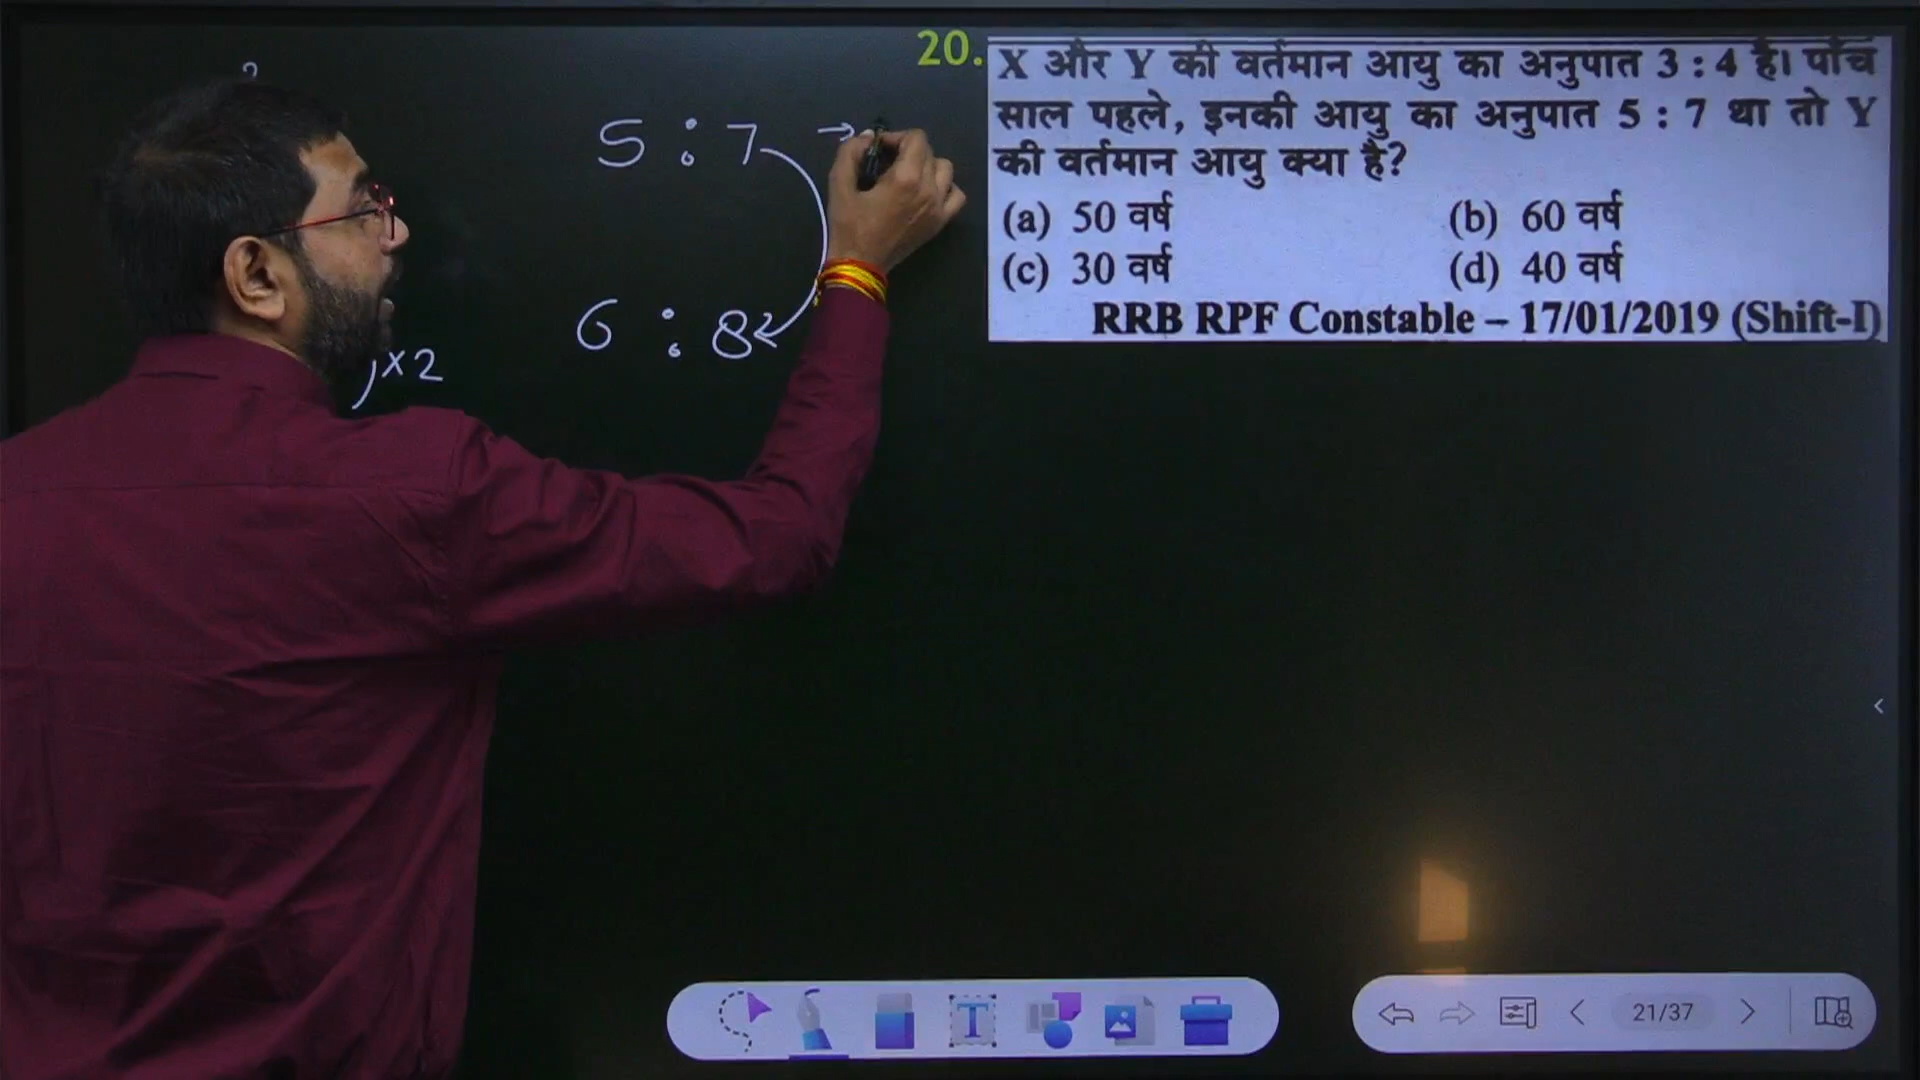 20.
X और Y की वर्तमान आयु का अनुपात 3 : 4 है। पाँच
साल पहले, इनकी आयु का अनुपात 5 : 7 था तो Y
की वर्तमान आयु क्या है?
(a) 50 वर्ष (b) 60 वर्ष
(c) 30 वर्ष (d) 40 वर्ष
RRB RPF Constable – 17/01/2019 (Shift-I)
5 : 7 →
6 : 8
×2
T
21/37